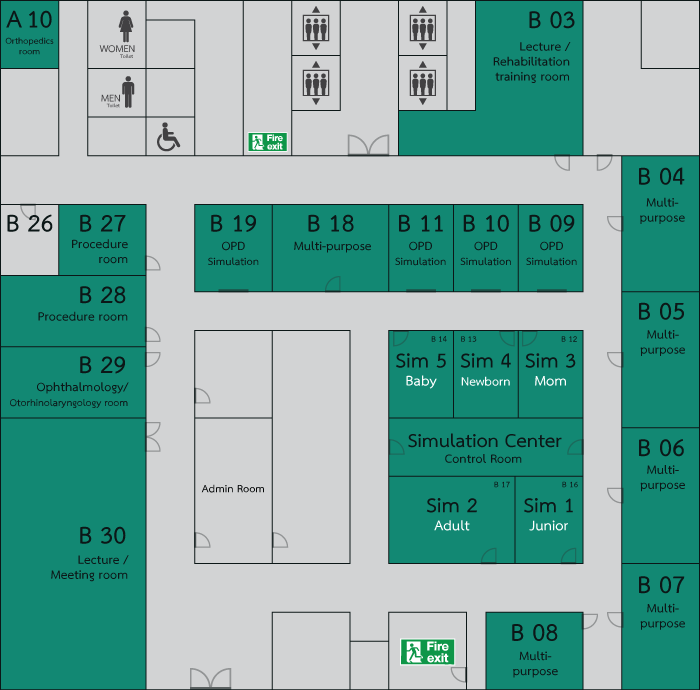 A 10
Orthopedics
room
WOMEN
Toilet
MEN
Toilet
Fire
exit
B 03
Lecture /
Rehabilitation
training room
B 04
Multi-
purpose
B 26
B 27
Procedure
room
B 19
OPD
Simulation
B 18
Multi-purpose
B 11
OPD
Simulation
B 10
OPD
Simulation
B 09
OPD
Simulation
B 28
Procedure room
B 05
Multi-
purpose
B 29
Ophthalmology/
Otorhinolaryngology room
B 14
Sim 5
Baby
B 13
Sim 4
Newborn
B 12
Sim 3
Mom
Simulation Center
Control Room
B 06
Multi-
purpose
Admin Room
B 17
Sim 2
Adult
B 16
Sim 1
Junior
B 30
Lecture /
Meeting room
B 07
Multi-
purpose
Fire
exit
B 08
Multi-
purpose